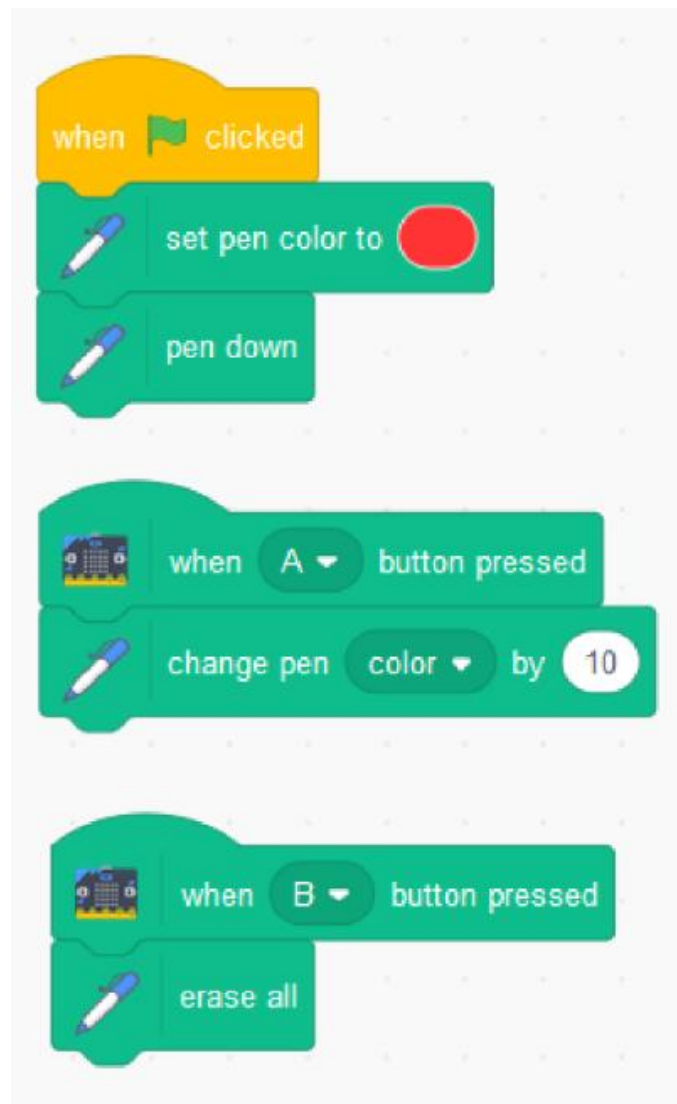 when clicked
set pen color to
pen down
when A button pressed
change pen color by 10
when B button pressed
erase all